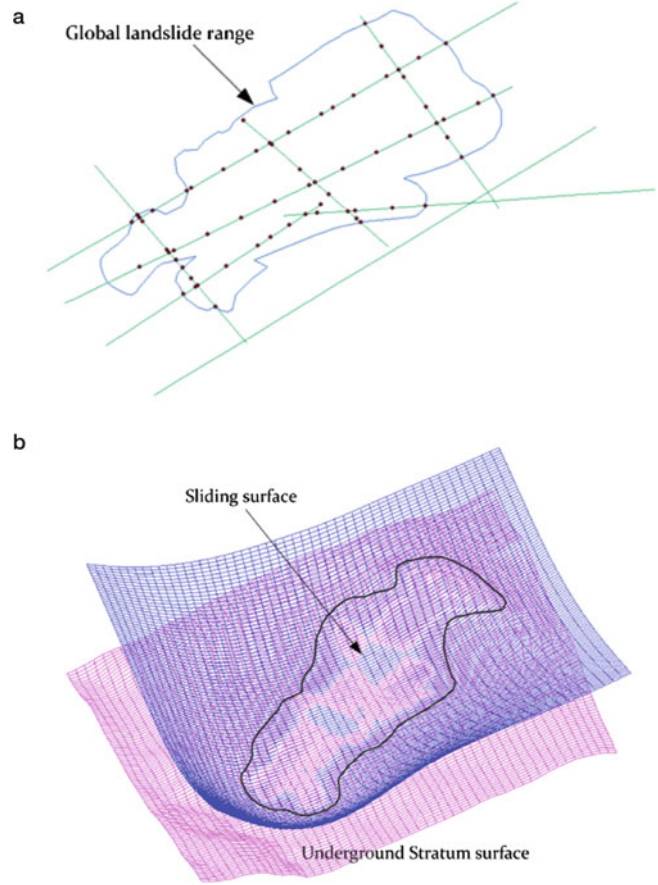 a
Global landslide range
b
Sliding surface
Underground Stratum surface